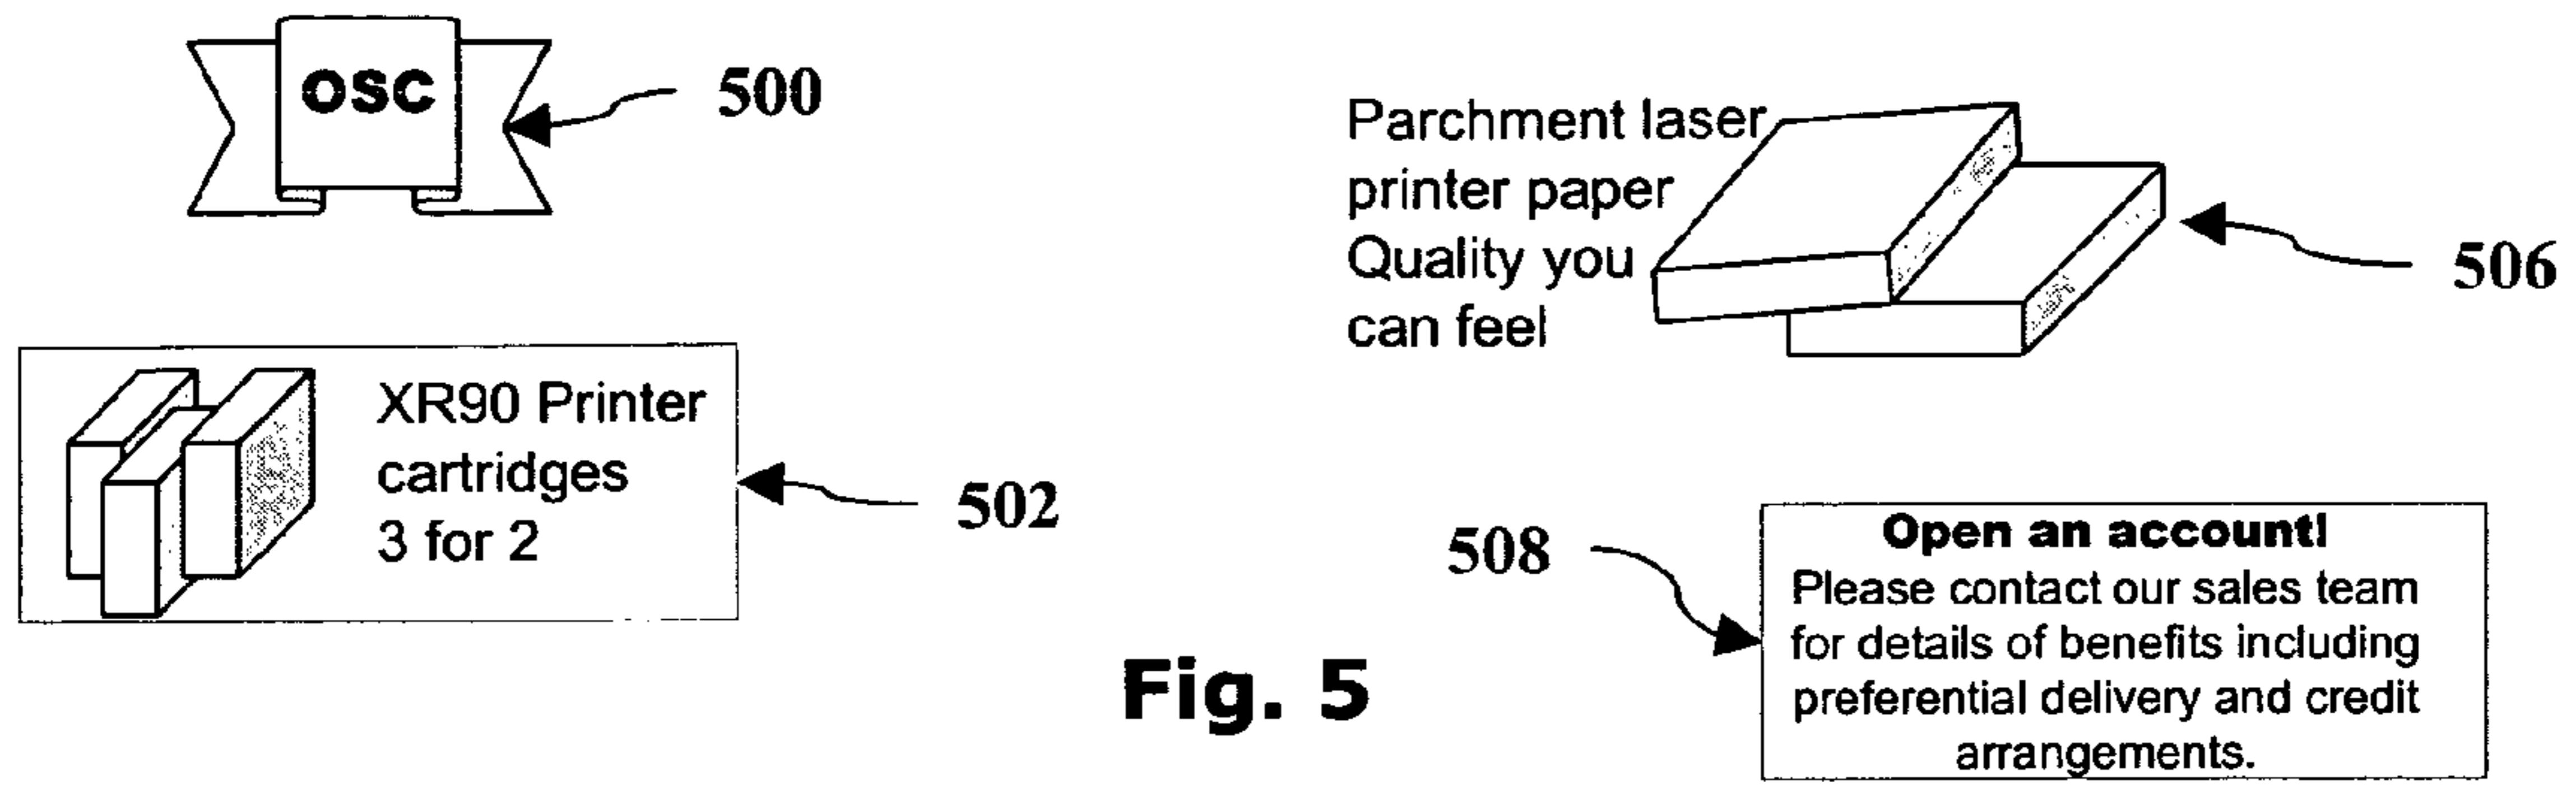 OSC
500
XR90 Printer
cartridges
3 for 2
502
Parchment laser
printer paper
Quality you
can feel
506
508
Open an account!
Please contact our sales team
for details of benefits including
preferential delivery and credit
arrangements.
Fig. 5